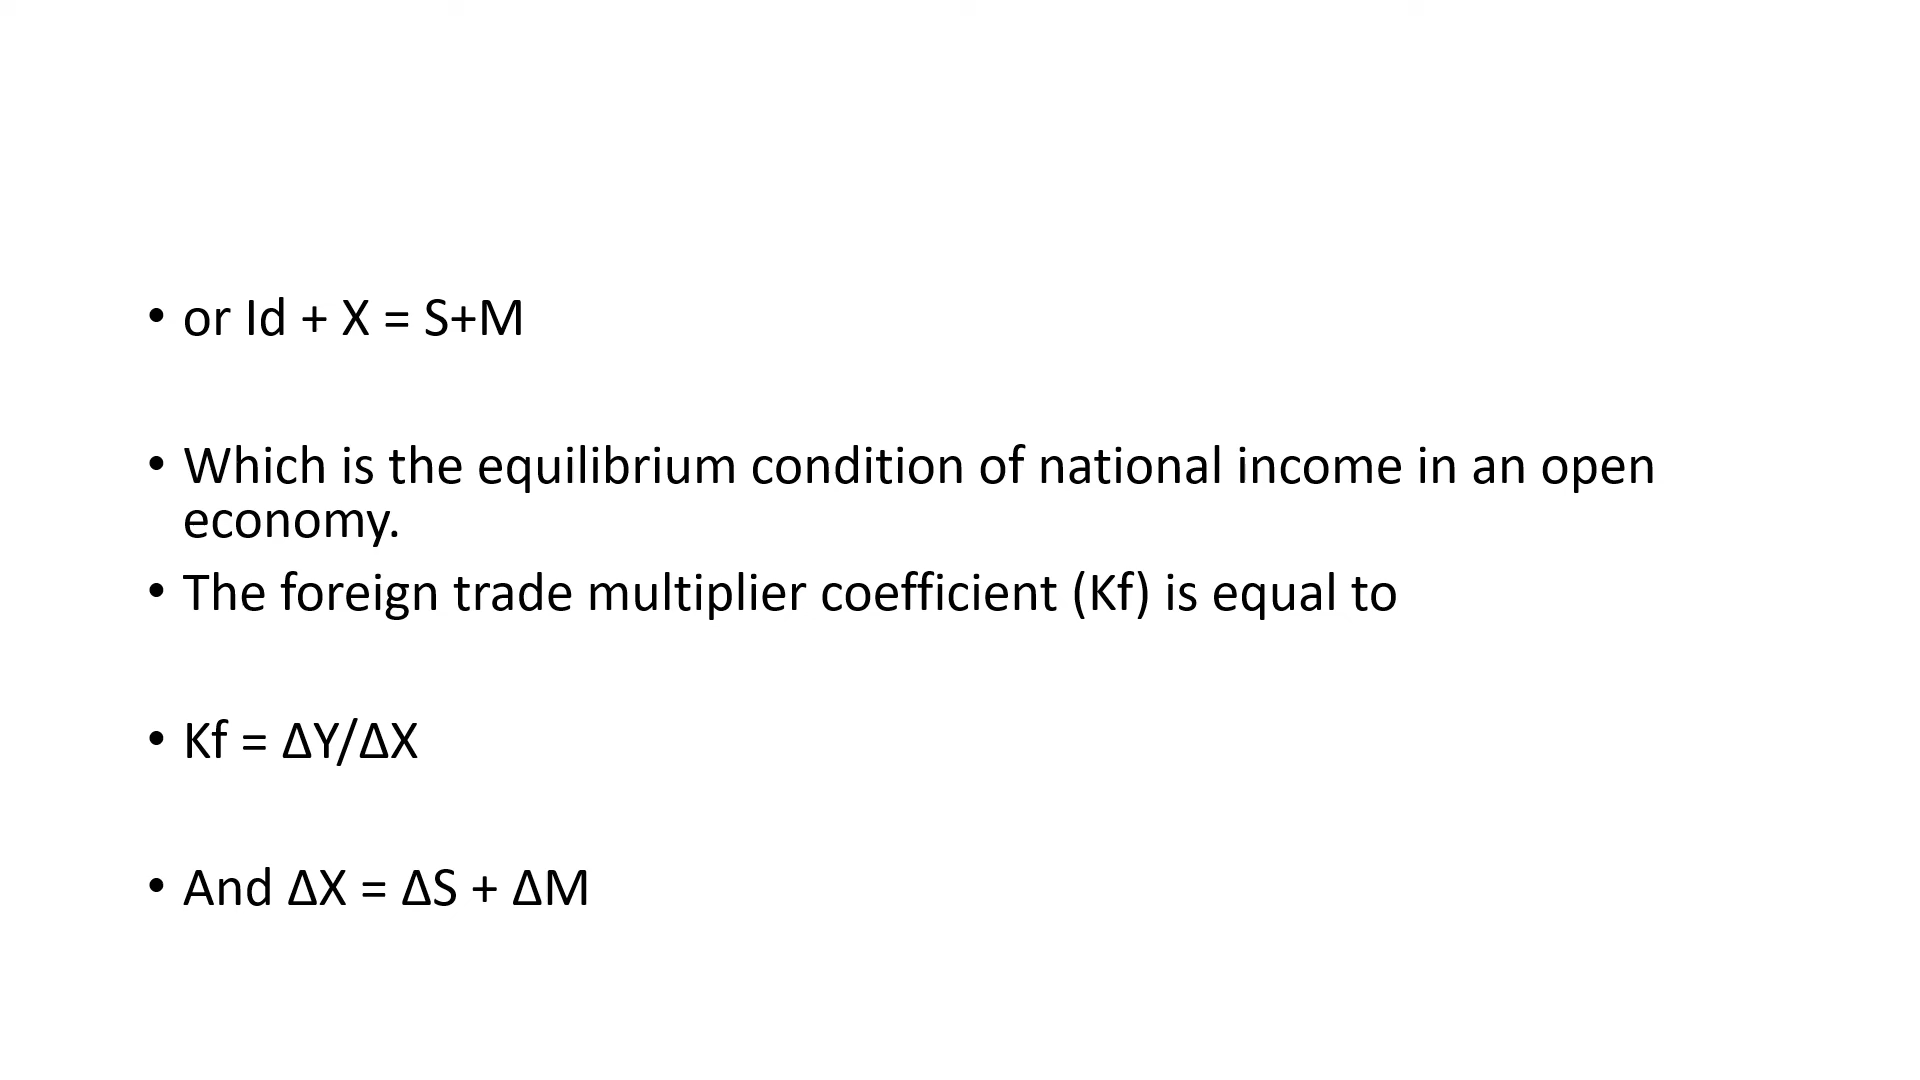 • or Id + X = S+M
• Which is the equilibrium condition of national income in an open
economy.
• The foreign trade multiplier coefficient (Kf) is equal to
• Kf = ΔY/ΔX
• And ΔX = ΔS + ΔM